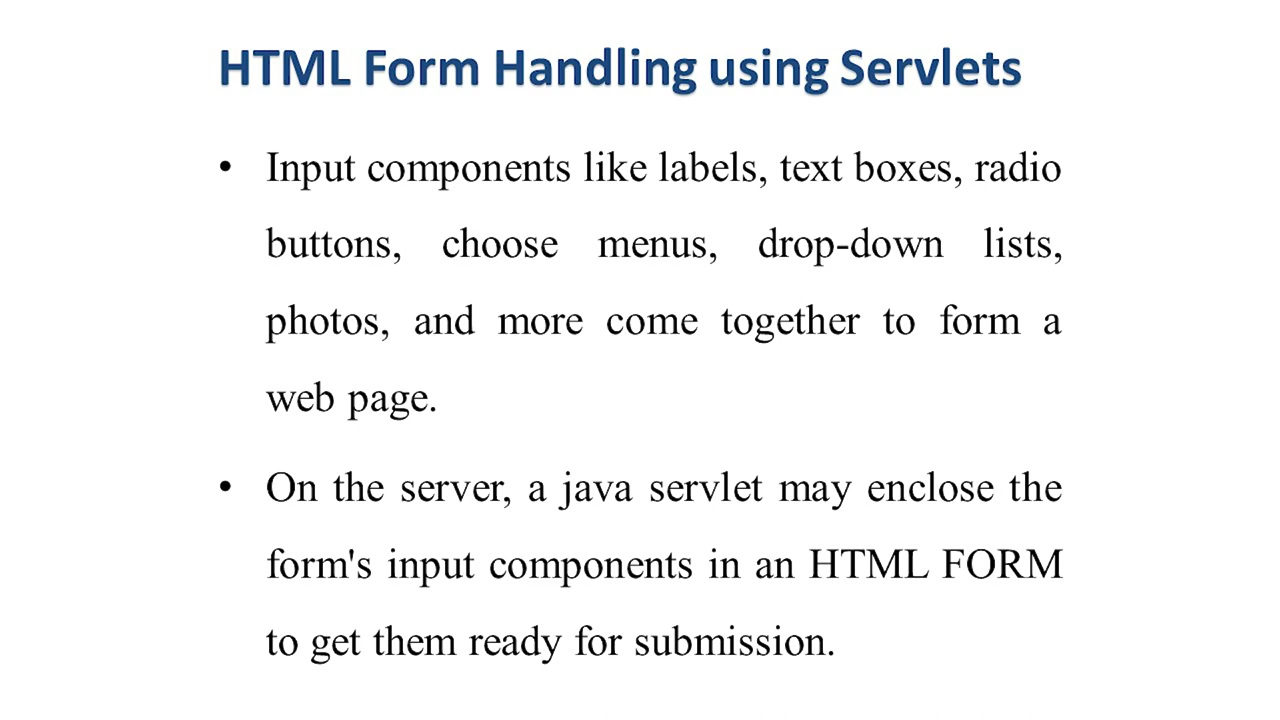 HTML Form Handling using Servlets
• Input components like labels, text boxes, radio
buttons, choose menus, drop-down lists,
photos, and more come together to form a
web page.
• On the server, a java servlet may enclose the
form's input components in an HTML FORM
to get them ready for submission.